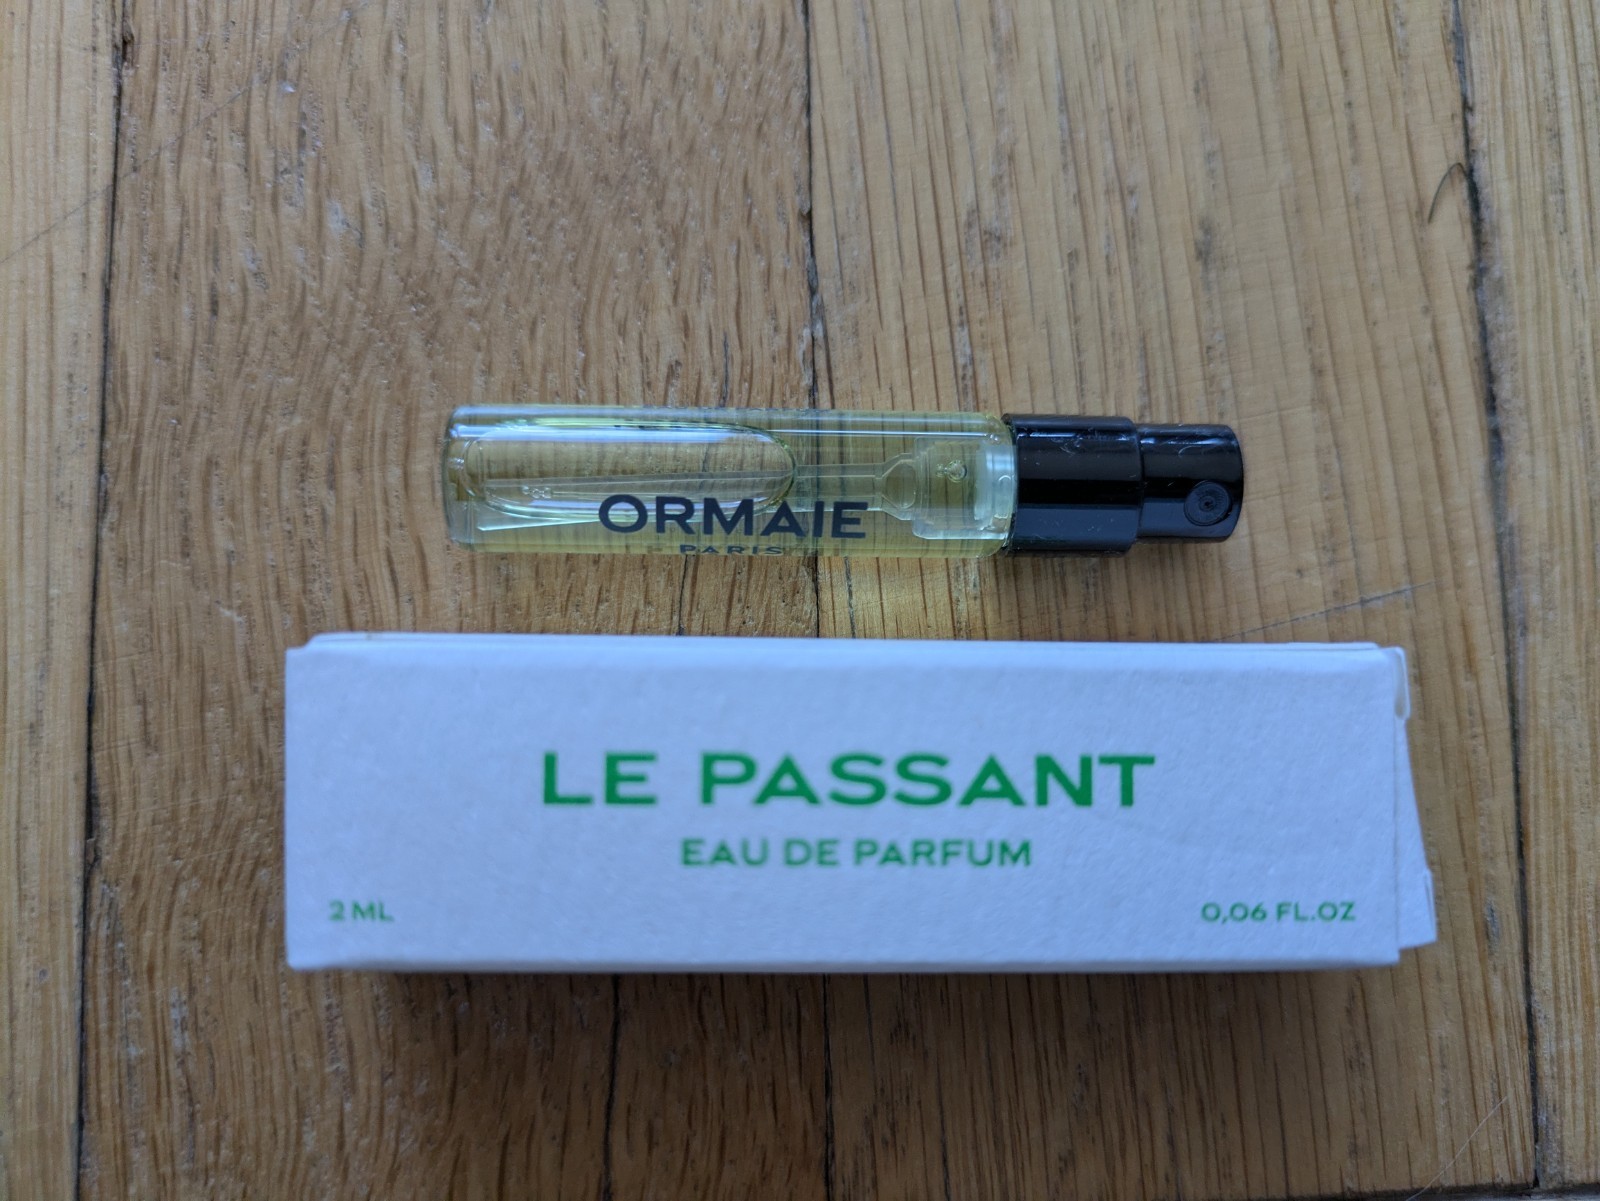 ORMAIE
PARIS
LE PASSANT
EAU DE PARFUM
2 ML
0,06 FL.OZ